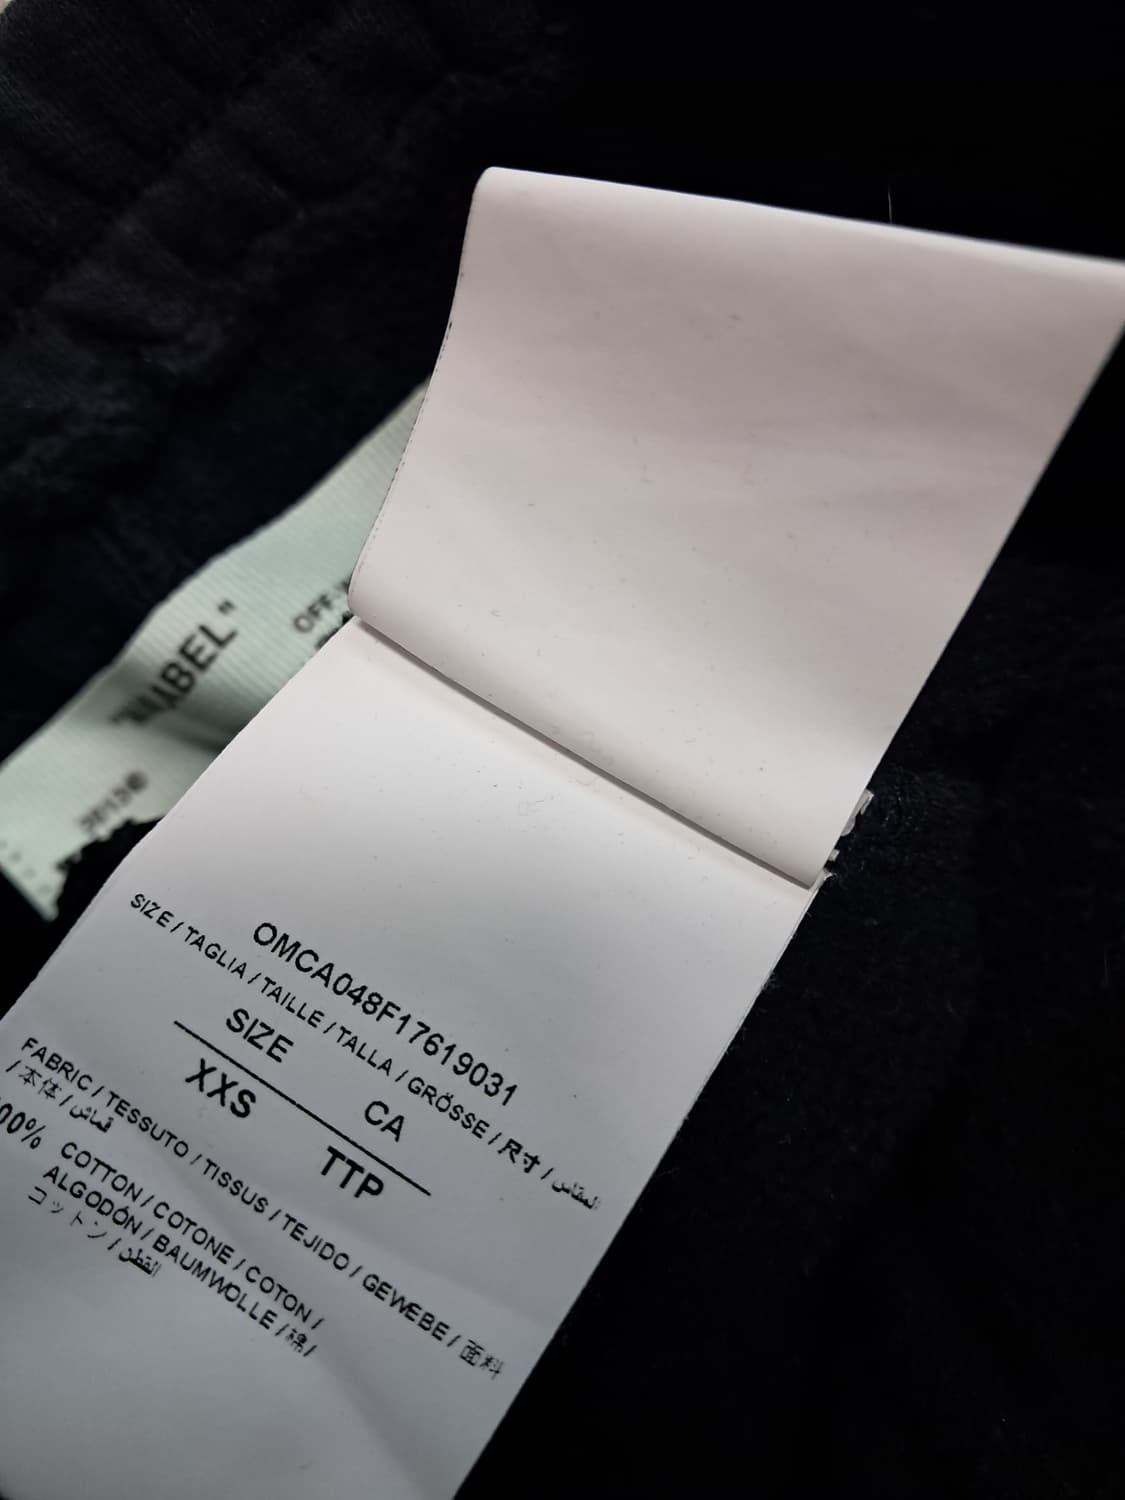 LABEL"
OFF-
OMCA048F17619031
SIZE / TAGLIA / TAILLE / TALLA / GRÖSSE / 尺寸 / المقاس
SIZE CA
XXS TTP
FABRIC / TESSUTO / TISSUS / TEJIDO / GEWEBE / 面料
/ 本体 / قماش
00% COTTON / COTONE / COTON /
ALGODÓN / BAUMWOLLE / 棉 /
コットン / القطن